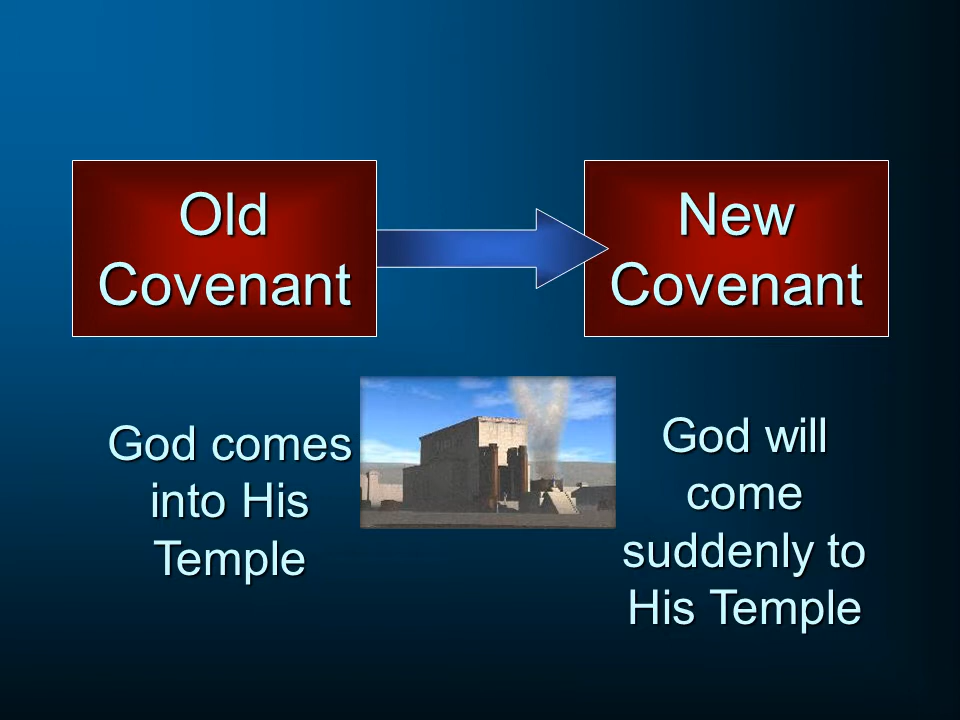 Old
Covenant
New
Covenant
God comes
into His
Temple
God will
come
suddenly to
His Temple